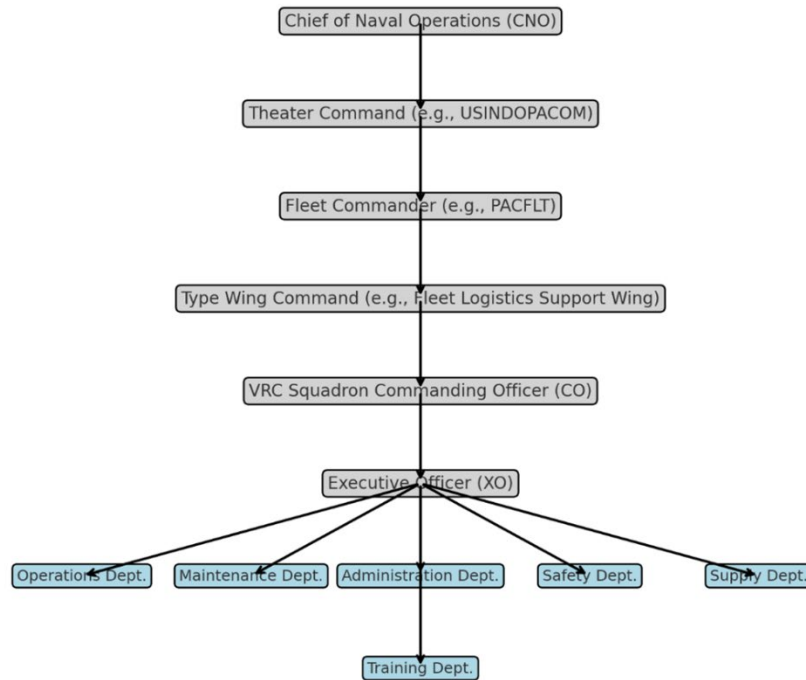 Chief of Naval Operations (CNO)
Theater Command (e.g., USINDOPACOM)
Fleet Commander (e.g., PACFLT)
Type Wing Command (e.g., Fleet Logistics Support Wing)
VRC Squadron Commanding Officer (CO)
Executive Officer (XO)
Operations Dept.
Maintenance Dept.
Administration Dept.
Safety Dept.
Supply Dept.
Training Dept.